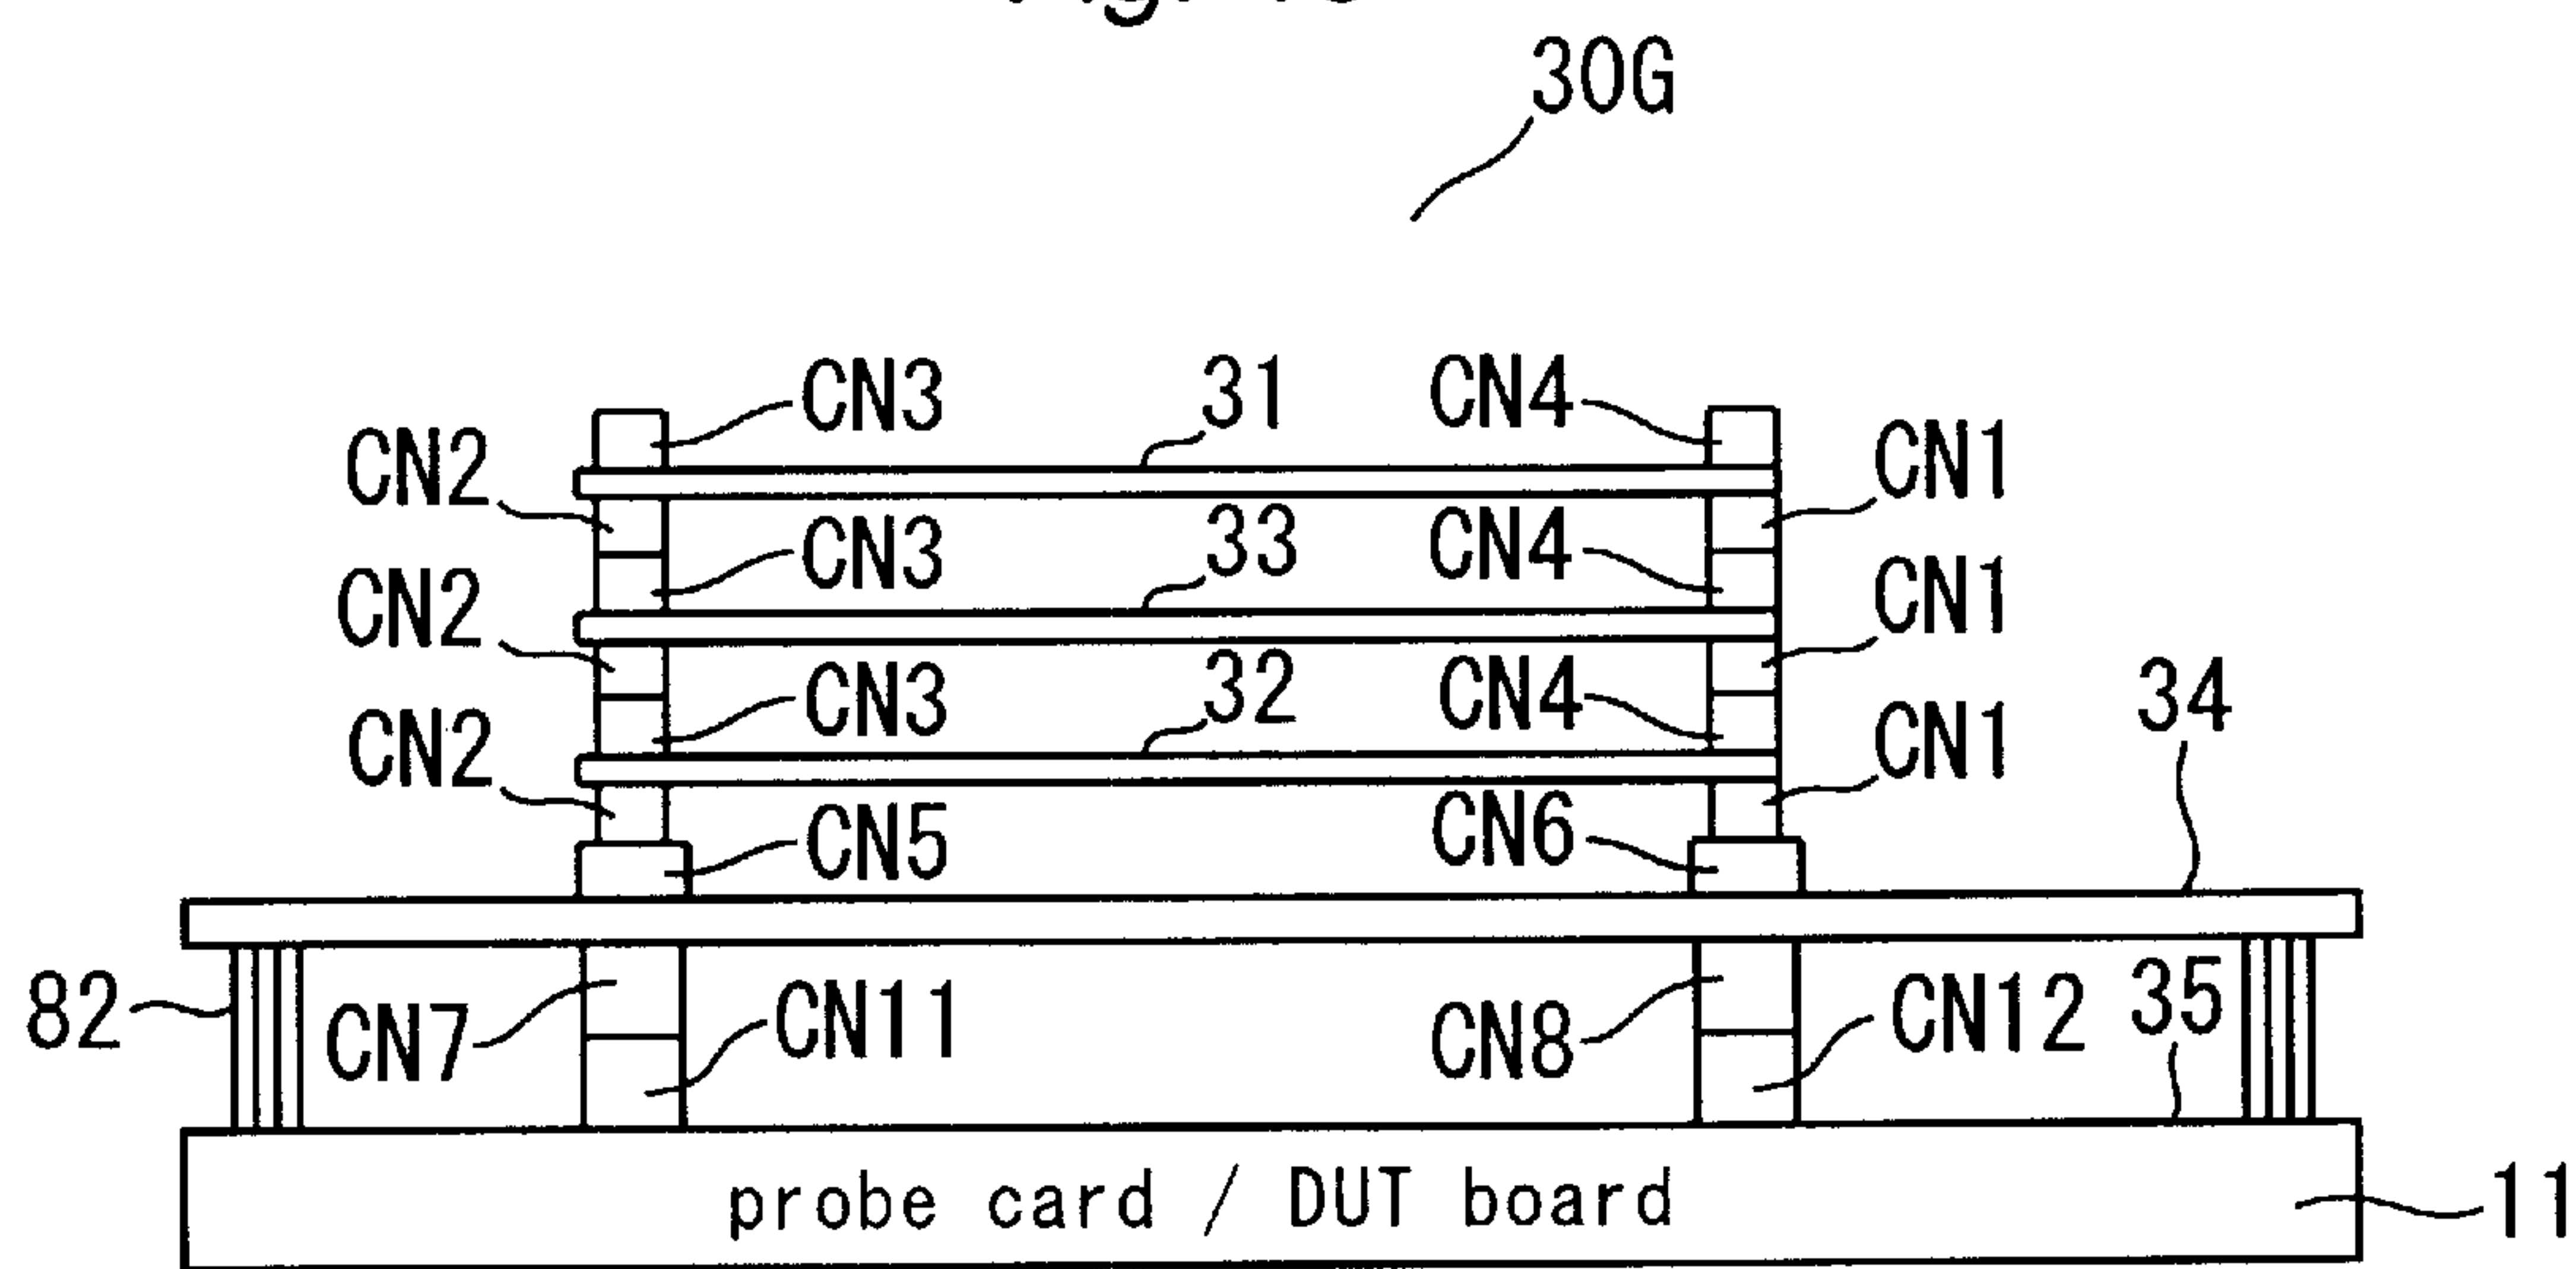 30G
CN3 31 CN4
CN2 CN1
CN3 33 CN4
CN2 CN1
CN3 32 CN4 34
CN2 CN1
CN5 CN6
82 CN7 CN11 CN8 CN12 35
probe card / DUT board 11